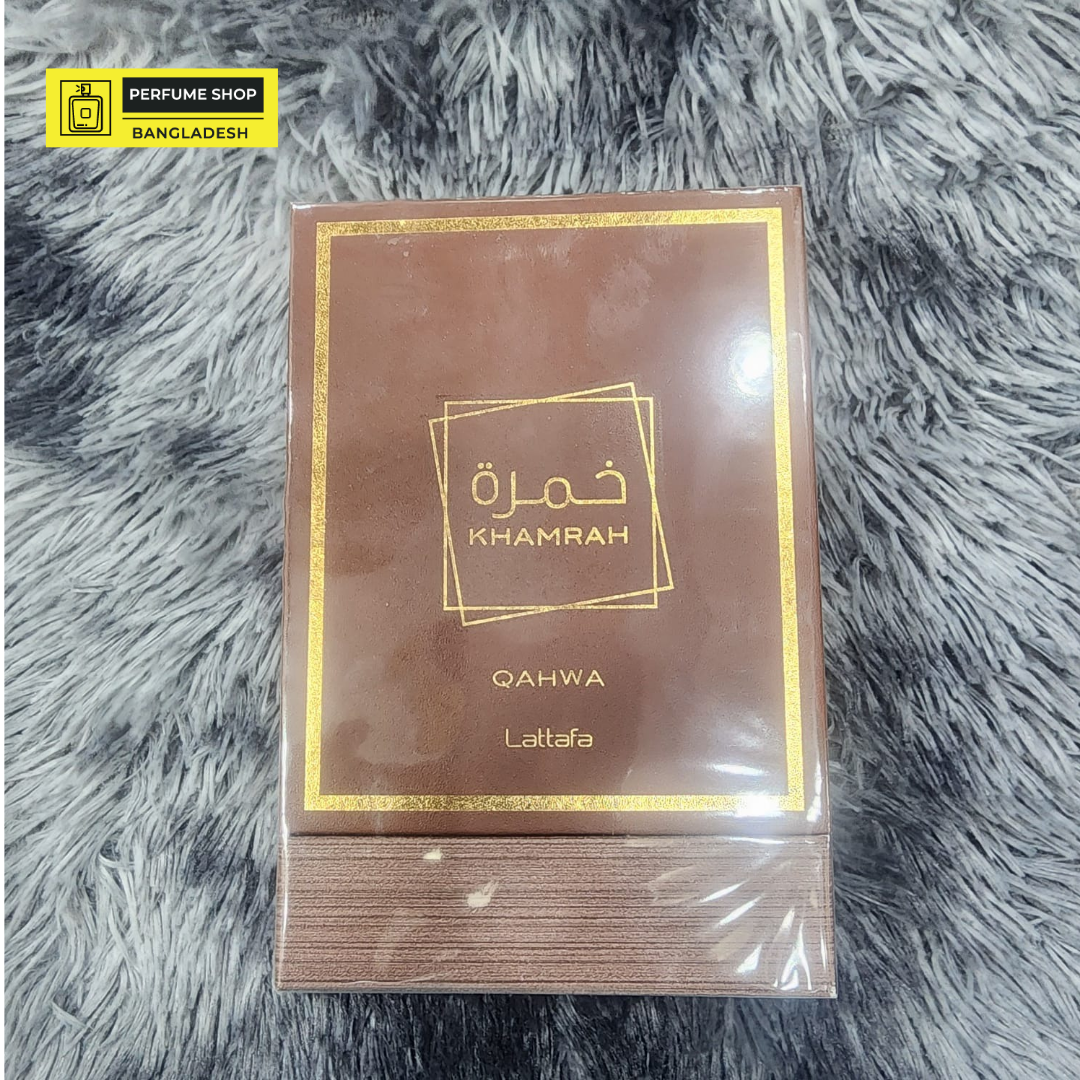 PERFUME SHOP
BANGLADESH
خمرة
KHAMRAH
QAHWA
Lattafa